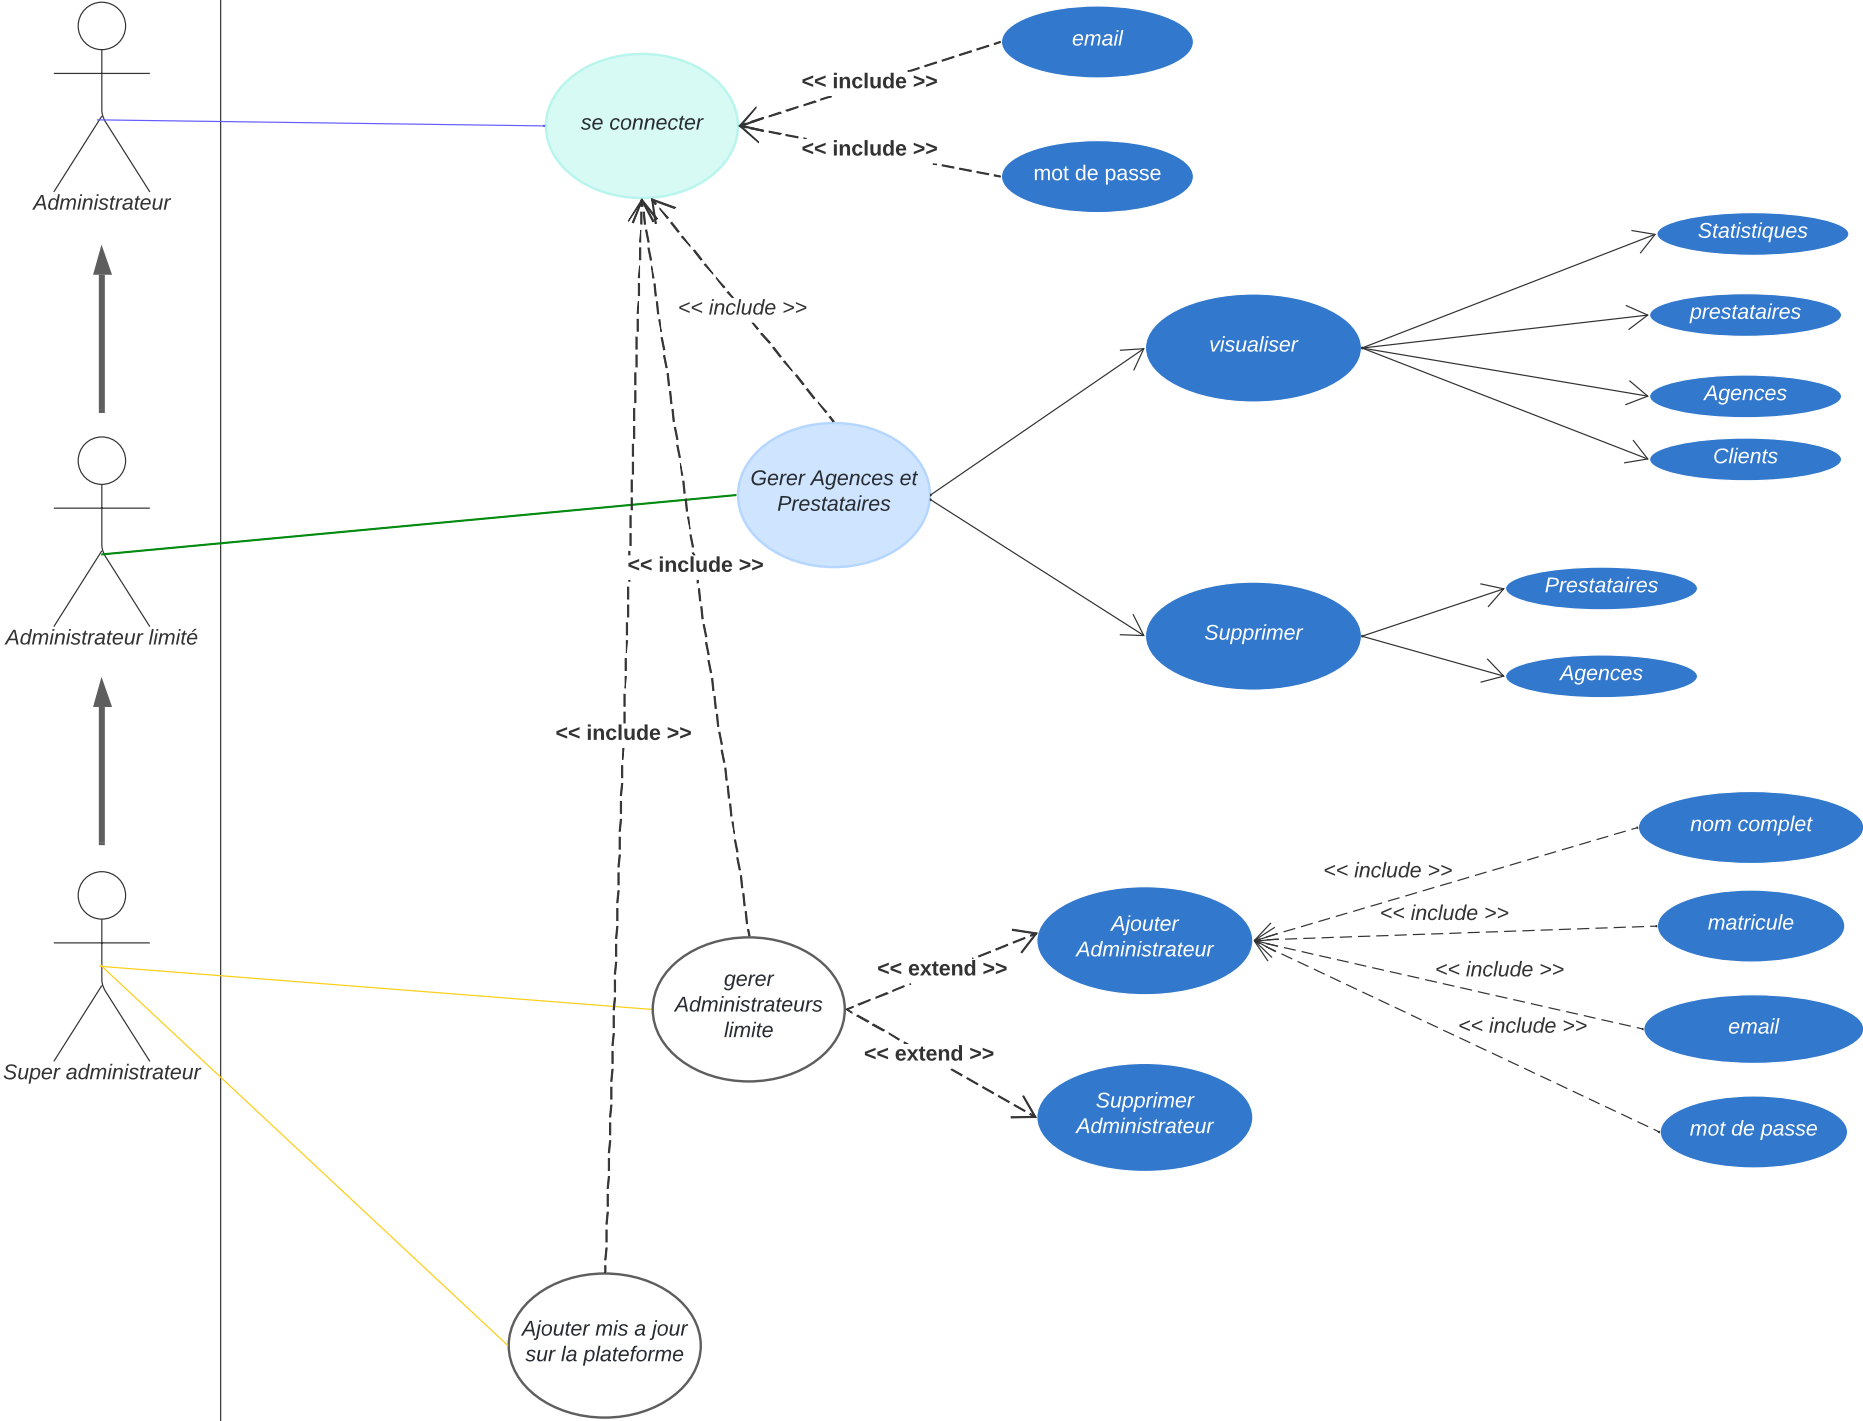 email
<< include >>
se connecter
<< include >>
mot de passe
Administrateur
Statistiques
<< include >>
prestataires
visualiser
Agences
Clients
Gerer Agences et
Prestataires
<< include >>
Prestataires
Administrateur limité
Supprimer
Agences
<< include >>
nom complet
<< include >>
Ajouter
Administrateur
<< include >>
matricule
<< extend >>
<< include >>
gerer
Administrateurs
limite
email
<< include >>
<< extend >>
Super administrateur
Supprimer
Administrateur
mot de passe
Ajouter mis a jour
sur la plateforme